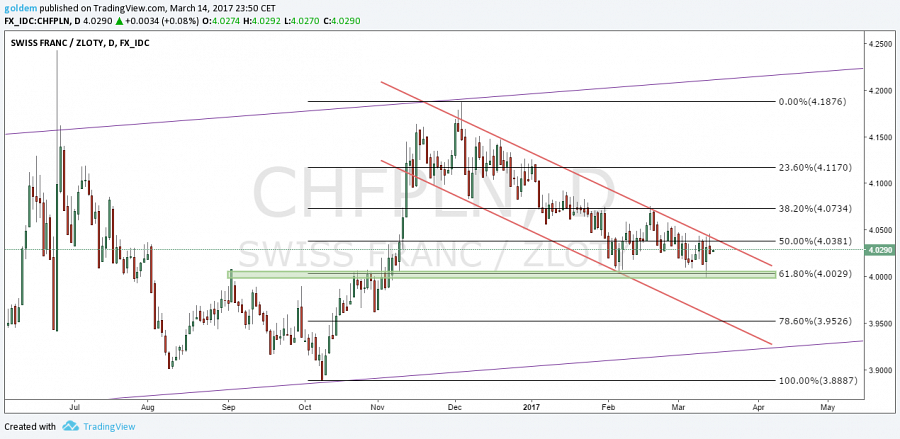 goldem published on TradingView.com, March 14, 2017 23:50 CET
FX_IDC:CHFPLN, D 4.0290 ▲ +0.0034 (+0.08%) O:4.0274 H:4.0292 L:4.0270 C:4.0290
SWISS FRANC / ZLOTY, D, FX_IDC
CHFPLN, D
SWISS FRANC / ZLOTY
4.2500
4.2000
4.1500
4.1000
4.0500
4.0290
4.0000
3.9500
3.9000
0.00%(4.1876)
23.60%(4.1170)
38.20%(4.0734)
50.00%(4.0381)
61.80%(4.0029)
78.60%(3.9526)
100.00%(3.8887)
Jul Aug Sep Oct Nov Dec 2017 Feb Mar Apr May
Created with TradingView